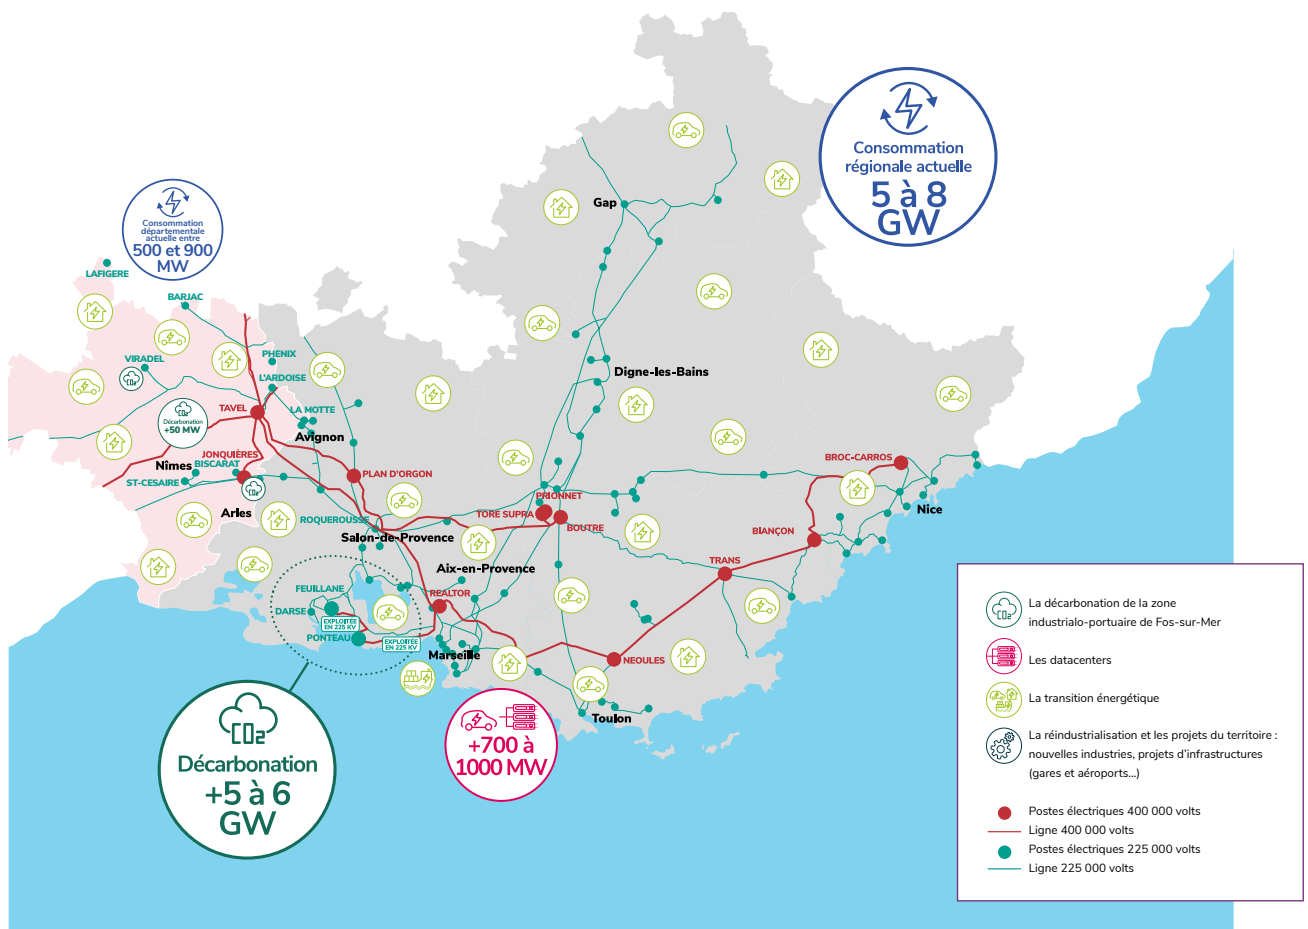 Consommation
régionale actuelle
5 à 8
GW
Consommation
départementale
actuelle entre
500 et 900
MW
Gap
LAFIGERE
BARJAC
VIRADEL
PHENIX
L'ARDOISE
TAVEL
LA MOTTE
Avignon
Décarbonation
+50 MW
Digne-les-Bains
JONQUIÈRES
Nîmes
BISCARAT
ST-CESAIRE
PLAN D'ORGON
BROC-CARROS
Arles
ROQUEROUSSE
Salon-de-Provence
PRIONNET
TORE SUPRA
BOUTRE
Nice
BIANÇON
Aix-en-Provence
TRANS
FEUILLANE
REALTOR
DARSE
EXPLOITÉE
EN 225 KV
PONTEAU
EXPLOITÉE
EN 225 KV
Marseille
NEOULES
Toulon
Décarbonation
+5 à 6
GW
+700 à
1000 MW
La décarbonation de la zone
industrialo-portuaire de Fos-sur-Mer
Les datacenters
La transition énergétique
La réindustrialisation et les projets du territoire :
nouvelles industries, projets d'infrastructures
(gares et aéroports...)
Postes électriques 400 000 volts
Ligne 400 000 volts
Postes électriques 225 000 volts
Ligne 225 000 volts
CO2
CO2
CO2
CO2
CO2